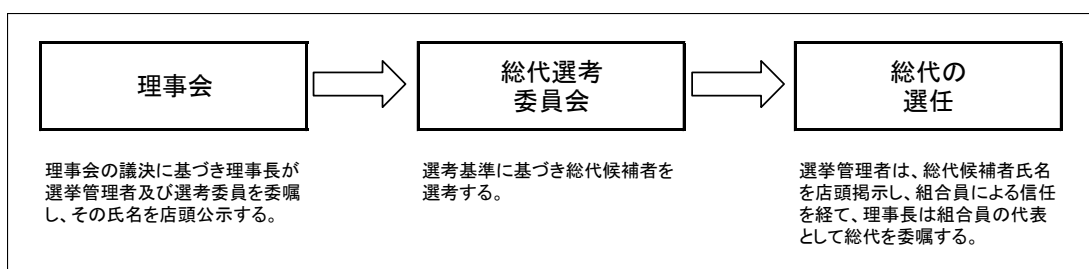 理事会
総代選考
委員会
総代の
選任
理事会の議決に基づき理事長が
選挙管理者及び選考委員を委嘱
し、その氏名を店頭公示する。
選考基準に基づき総代候補者を
選考する。
選挙管理者は、総代候補者氏名
を店頭掲示し、組合員による信任
を経て、理事長は組合員の代表
として総代を委嘱する。